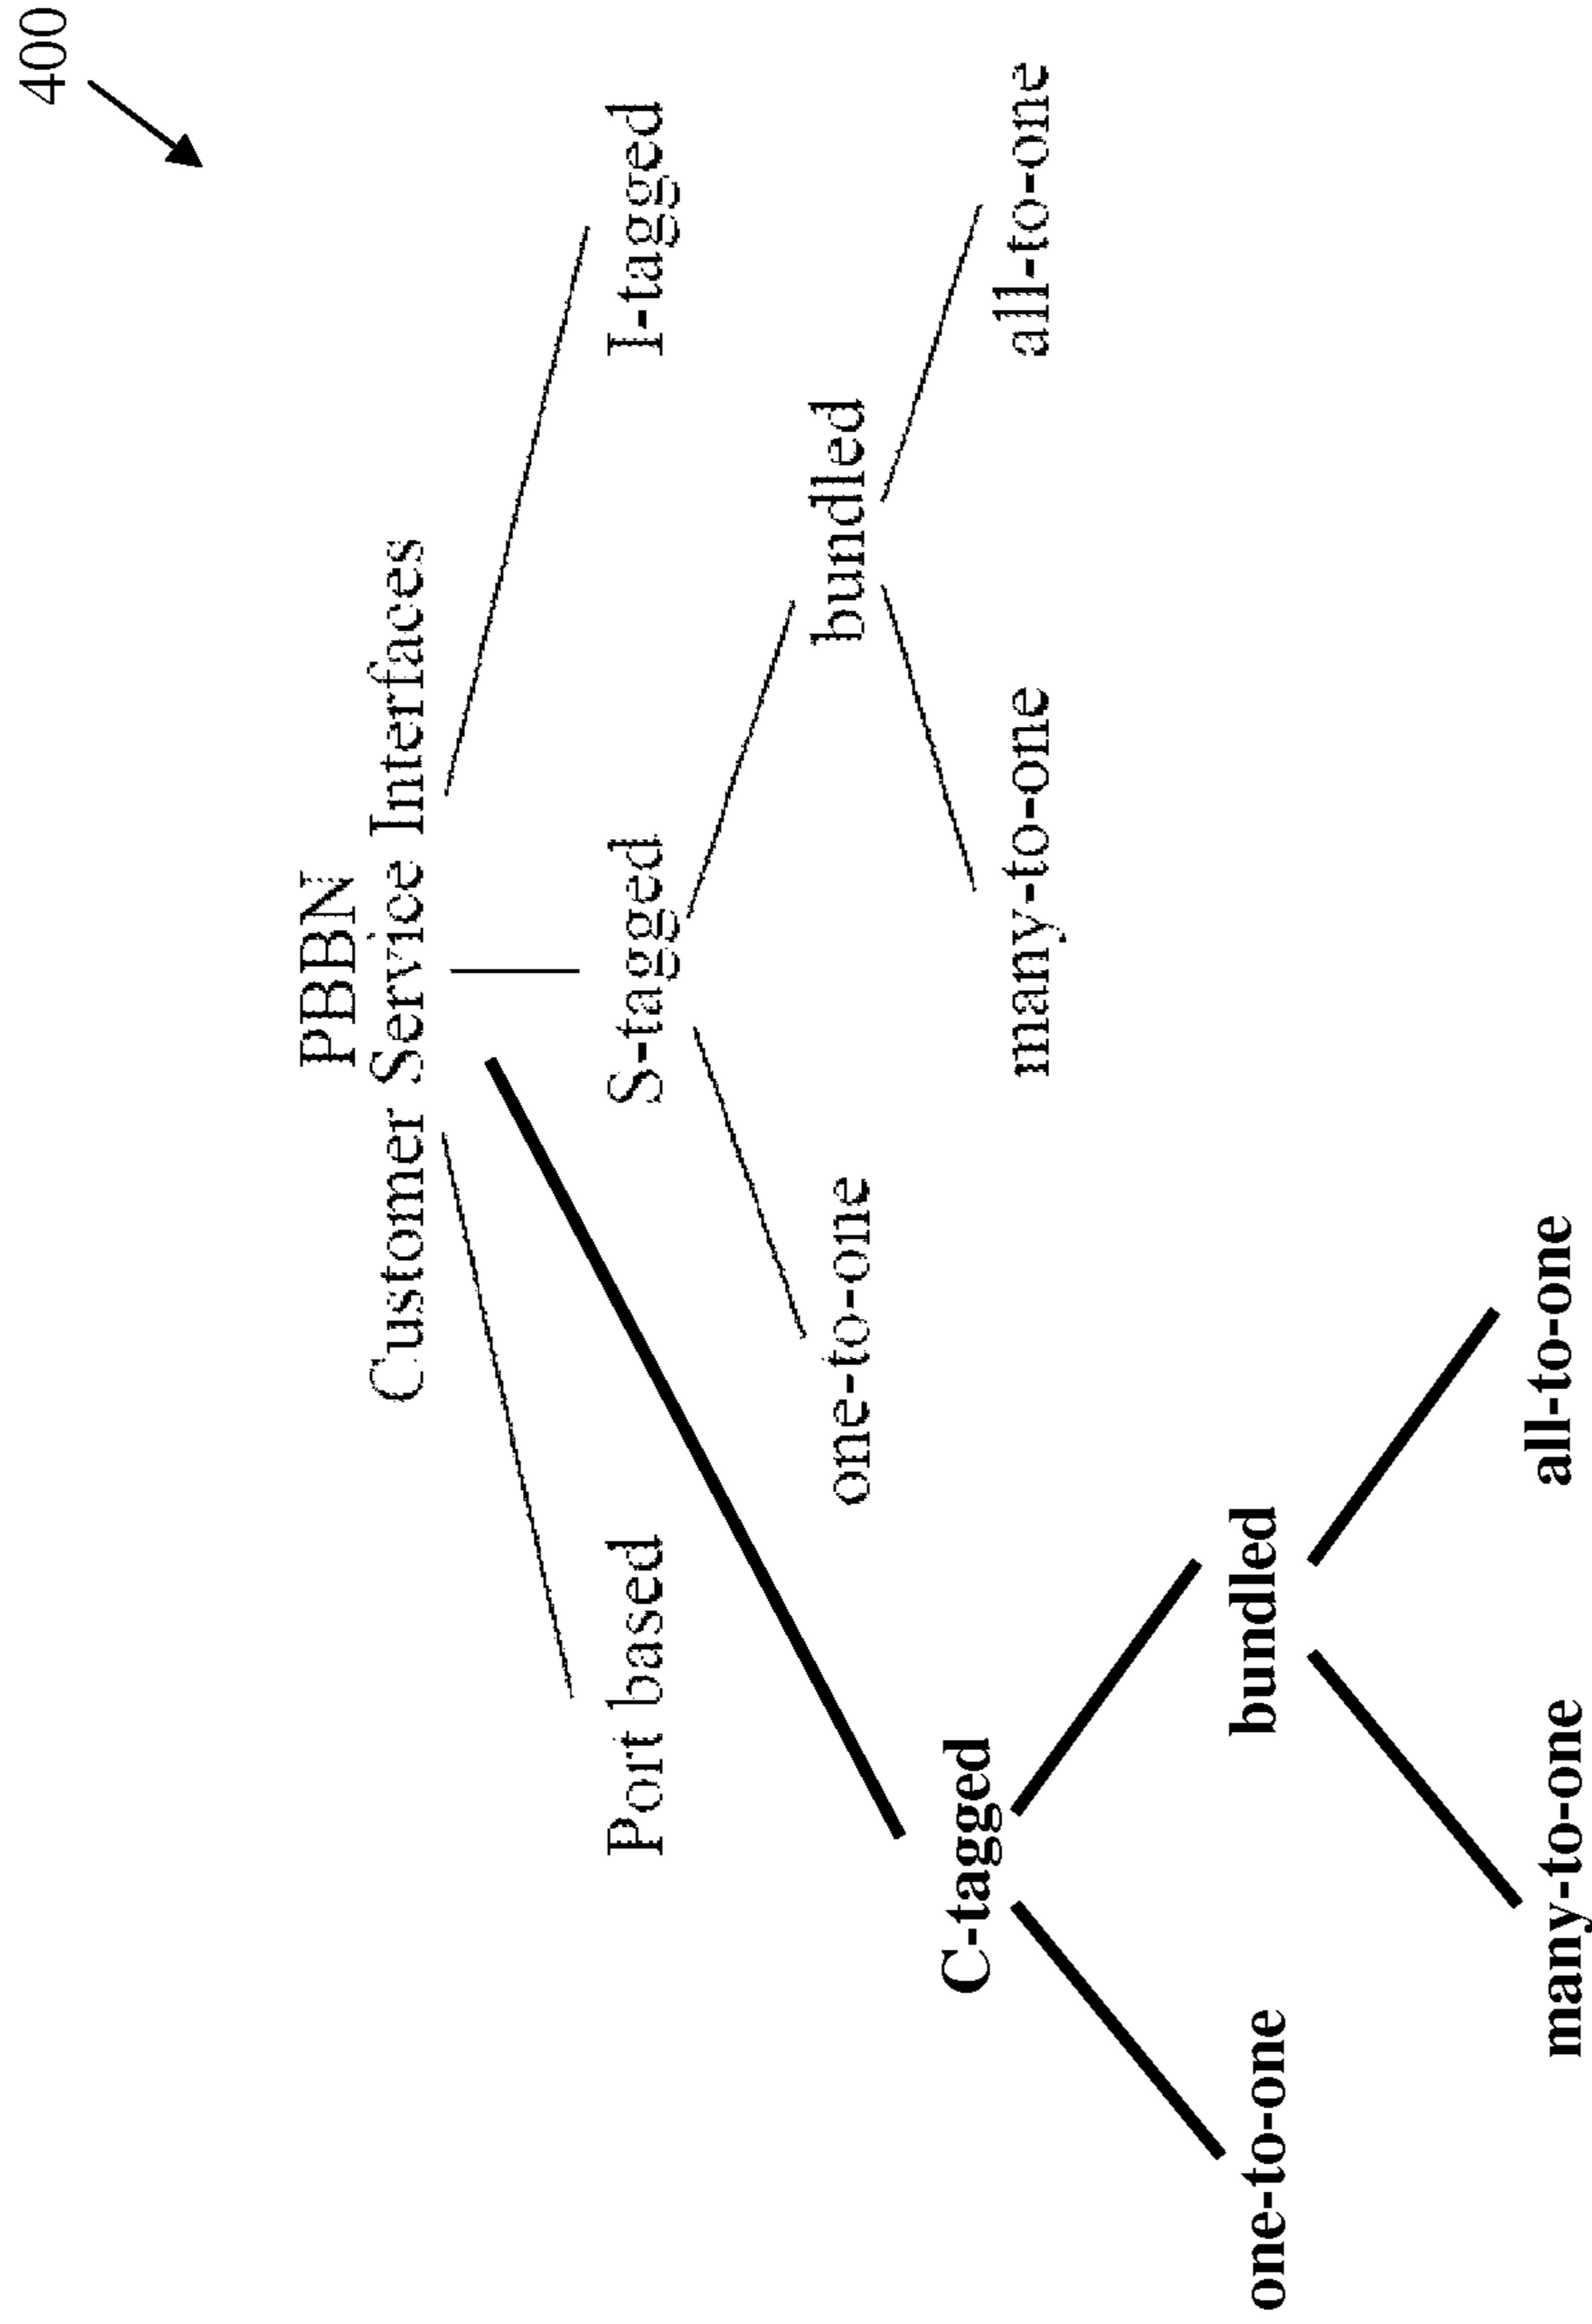 400
PBBN
Customer Service Interfaces
Port based
S-tagged
I-tagged
one-to-one
bundled
C-tagged
many-to-one
all-to-one
one-to-one
bundled
many-to-one
all-to-one